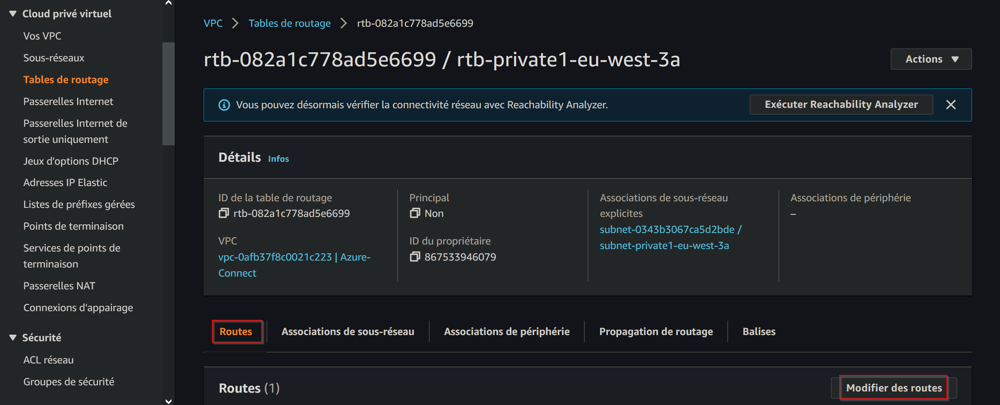 Cloud privé virtuel
Vos VPC
Sous-réseaux
Tables de routage
Passerelles Internet
Passerelles Internet de
sortie uniquement
Jeux d'options DHCP
Adresses IP Elastic
Listes de préfixes gérées
Points de terminaison
Services de points de
terminaison
Passerelles NAT
Connexions d'appairage
Sécurité
ACL réseau
Groupes de sécurité
VPC > Tables de routage > rtb-082a1c778ad5e6699
rtb-082a1c778ad5e6699 / rtb-private1-eu-west-3a
Actions
Vous pouvez désormais vérifier la connectivité réseau avec Reachability Analyzer.
Exécuter Reachability Analyzer
Détails Infos
ID de la table de routage
rtb-082a1c778ad5e6699
VPC
vpc-0afb37f8c0021c223 | Azure-
Connect
Principal
Non
ID du propriétaire
867533946079
Associations de sous-réseau
explicites
subnet-0343b3067ca5d2bde /
subnet-private1-eu-west-3a
Associations de périphérie
–
Routes
Associations de sous-réseau
Associations de périphérie
Propagation de routage
Balises
Routes (1)
Modifier des routes